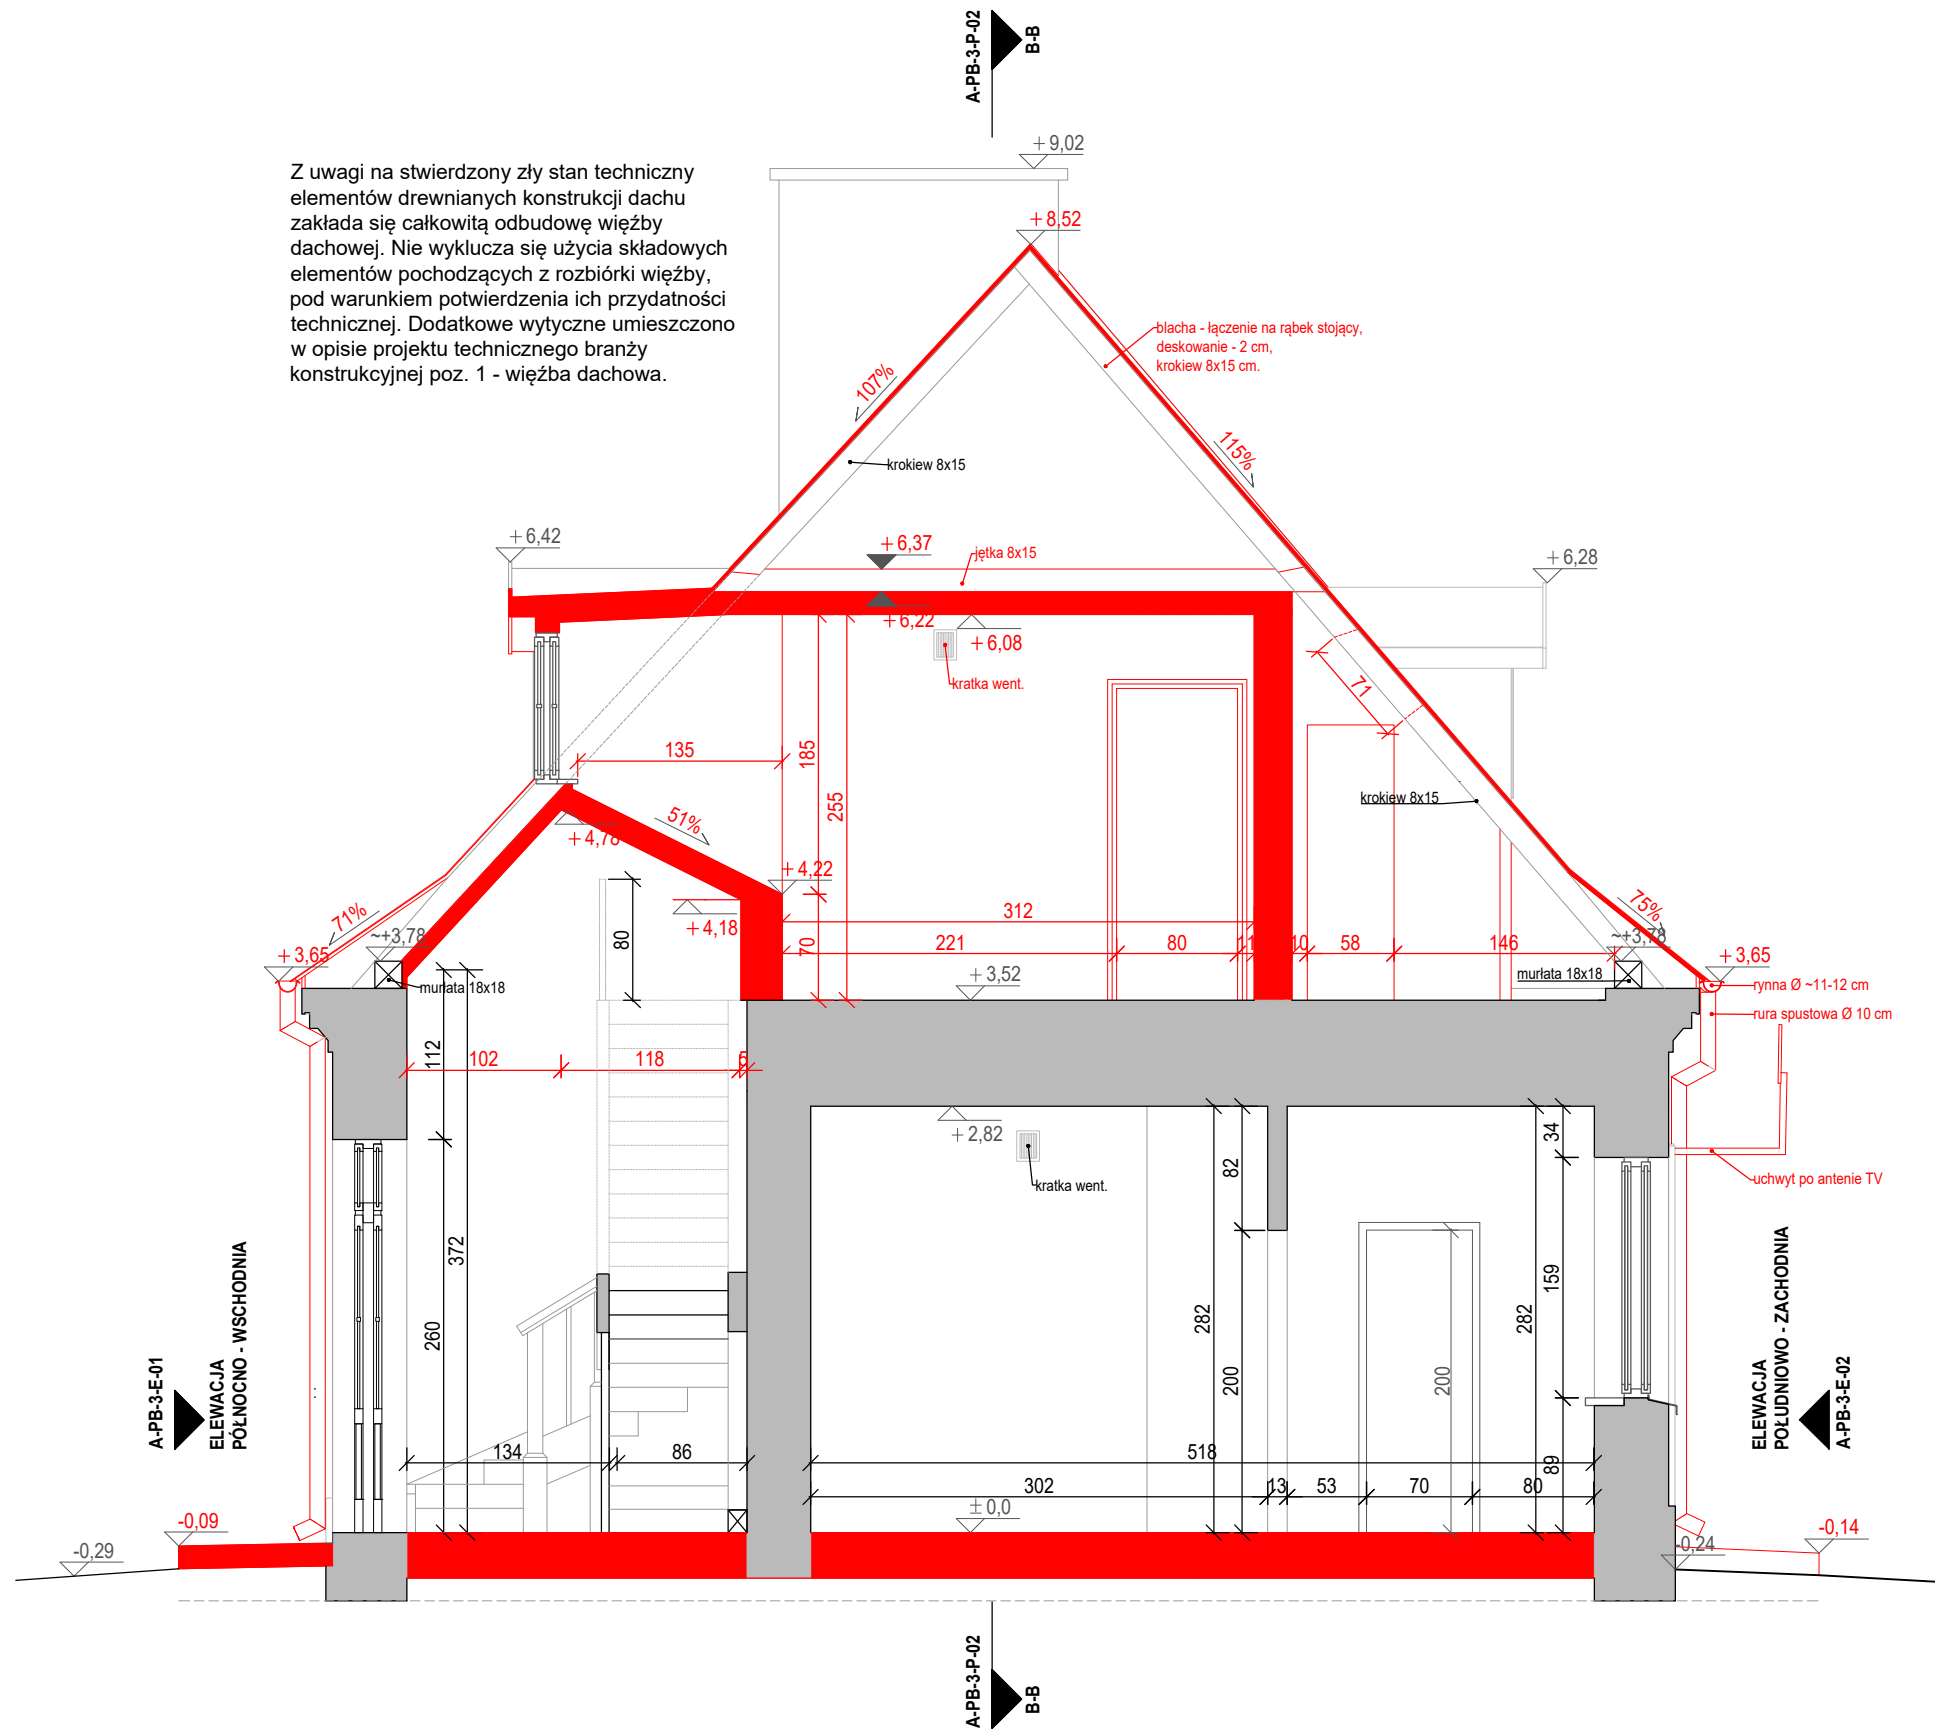 A-PB-3-P-02
B-B
+9,02
Z uwagi na stwierdzony zły stan techniczny
elementów drewnianych konstrukcji dachu
zakłada się całkowitą odbudowę więźby
dachowej. Nie wyklucza się użycia składowych
elementów pochodzących z rozbiórki więźby,
pod warunkiem potwierdzenia ich przydatności
technicznej. Dodatkowe wytyczne umieszczono
w opisie projektu technicznego branży
konstrukcyjnej poz. 1 - więźba dachowa.
+8,52
blacha - łączenie na rąbek stojący,
deskowanie - 2 cm,
krokiew 8x15 cm.
107%
115%
krokiew 8x15
+6,42
+6,37
jętka 8x15
+6,28
+6,22
+6,08
kratka went.
71
135
185
255
krokiew 8x15
51%
+4,78
+4,22
71%
75%
80
+4,18
312
~+3,78
~+3,78
70
221
80
11
10
58
146
+3,65
+3,65
+3,52
murłata 18x18
murłata 18x18
rynna Ø ~11-12 cm
rura spustowa Ø 10 cm
112
102
118
5
+2,82
34
82
kratka went.
uchwyt po antenie TV
372
260
282
282
159
200
200
ELEWACJA
PÓŁNOCNO - WSCHODNIA
A-PB-3-E-01
ELEWACJA
POŁUDNIOWO - ZACHODNIA
A-PB-3-E-02
134
86
518
89
302
13
53
70
80
±0,0
-0,09
-0,29
-0,24
-0,14
A-PB-3-P-02
B-B